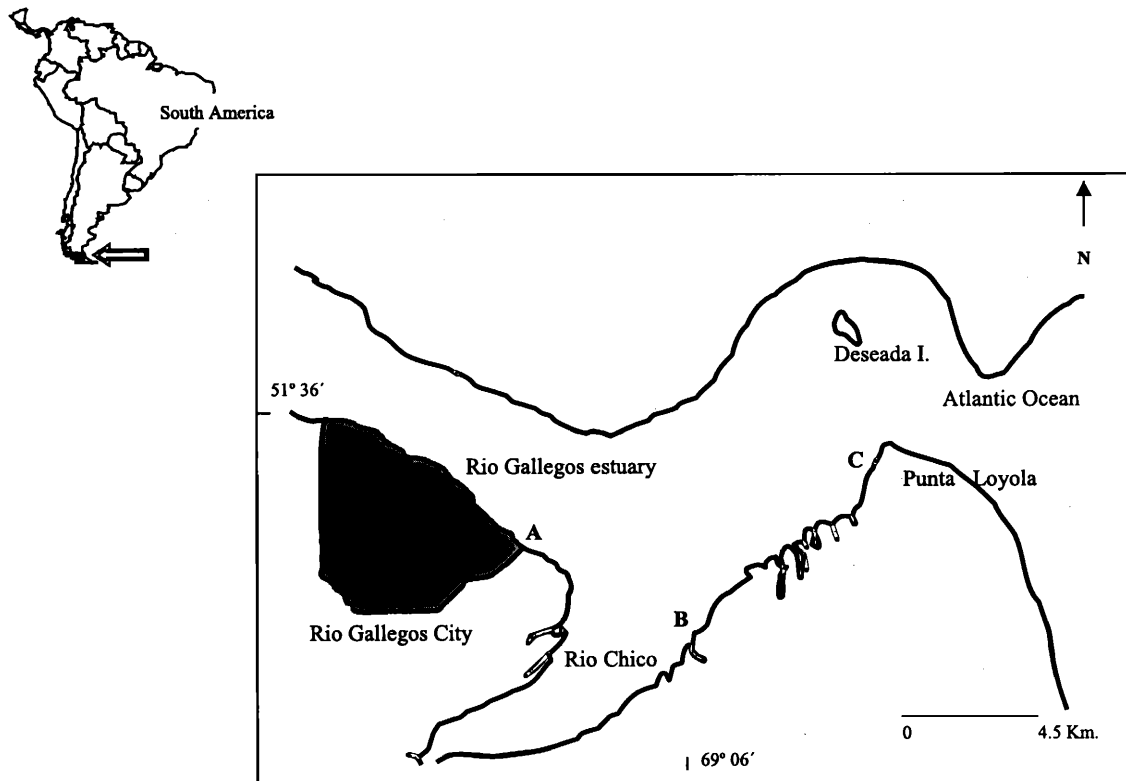 South America
N
Deseada I.
51° 36´
Atlantic Ocean
Rio Gallegos estuary
C
Punta Loyola
A
B
Rio Gallegos City
Rio Chico
0 4.5 Km.
69° 06´